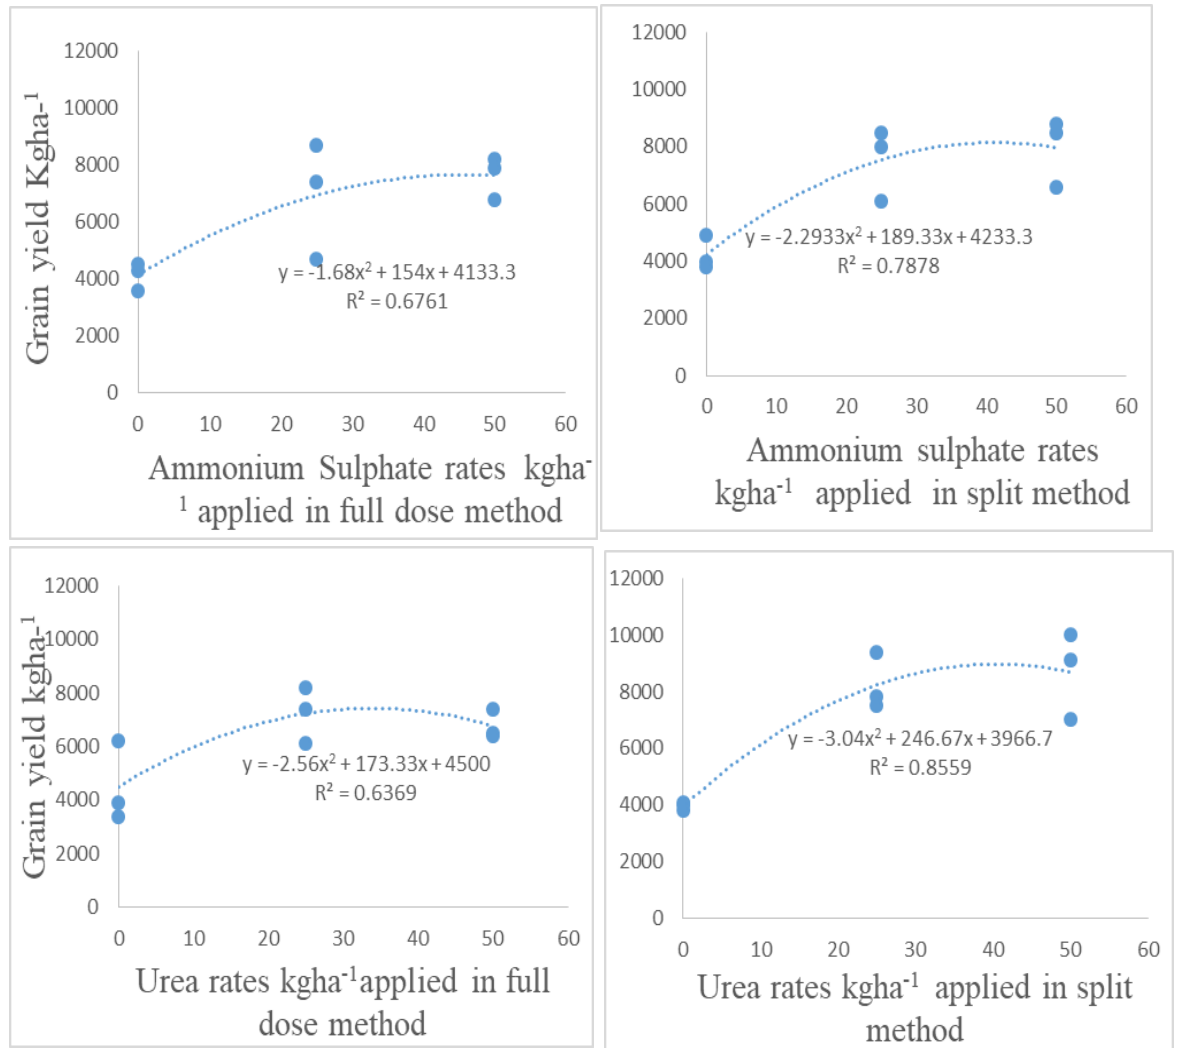 Grain yield Kgha-1
12000
10000
8000
6000
4000
2000
0
y = -1.68x² + 154x + 4133.3
R² = 0.6761
0 10 20 30 40 50 60
Ammonium Sulphate rates kgha-
1 applied in full dose method
12000
10000
8000
6000
4000
2000
0
y = -2.2933x² + 189.33x + 4233.3
R² = 0.7878
0 10 20 30 40 50 60
Ammonium sulphate rates
kgha-1 applied in split method
Grain yield kgha-1
12000
10000
8000
6000
4000
2000
0
y = -2.56x² + 173.33x + 4500
R² = 0.6369
0 10 20 30 40 50 60
Urea rates kgha-1applied in full
dose method
12000
10000
8000
6000
4000
2000
0
y = -3.04x² + 246.67x + 3966.7
R² = 0.8559
0 10 20 30 40 50 60
Urea rates kgha-1 applied in split
method